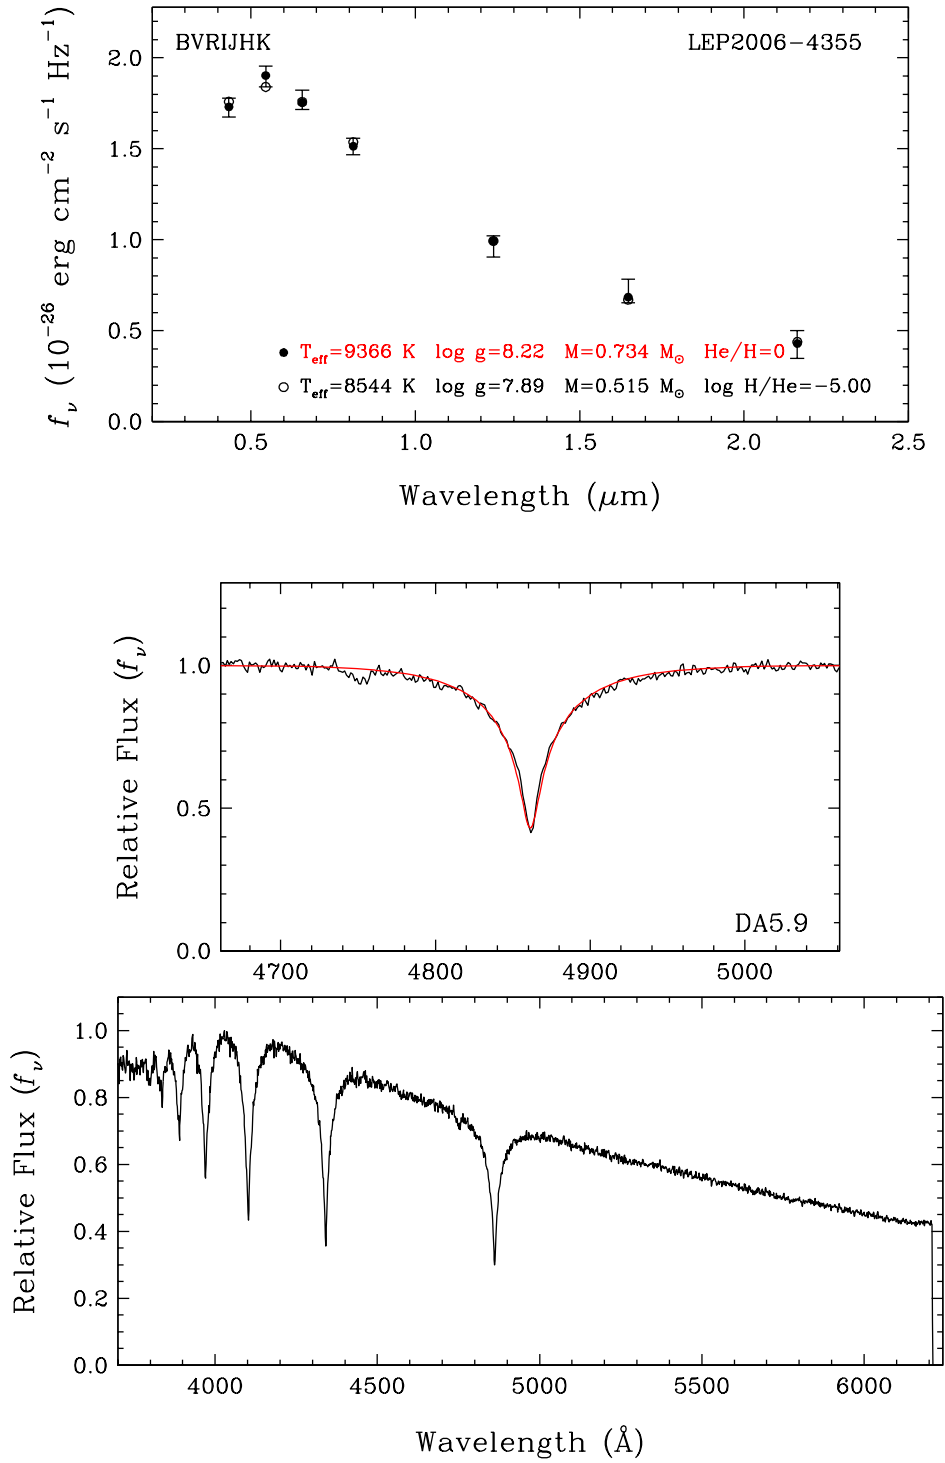 BVRIJHK LEP2006−4355
2.0
1.5
1.0
0.5
0.0
f_ν (10^−26 erg cm^−2 s^−1 Hz^−1)
● T_eff=9366 K log g=8.22 M=0.734 M_⊙ He/H=0
○ T_eff=8544 K log g=7.89 M=0.515 M_⊙ log H/He=−5.00
0.5 1.0 1.5 2.0 2.5
Wavelength (μm)
1.0
0.5
0.0
Relative Flux (f_ν)
DA5.9
4700 4800 4900 5000
1.0
0.8
0.6
0.4
0.2
0.0
Relative Flux (f_ν)
4000 4500 5000 5500 6000
Wavelength (Å)